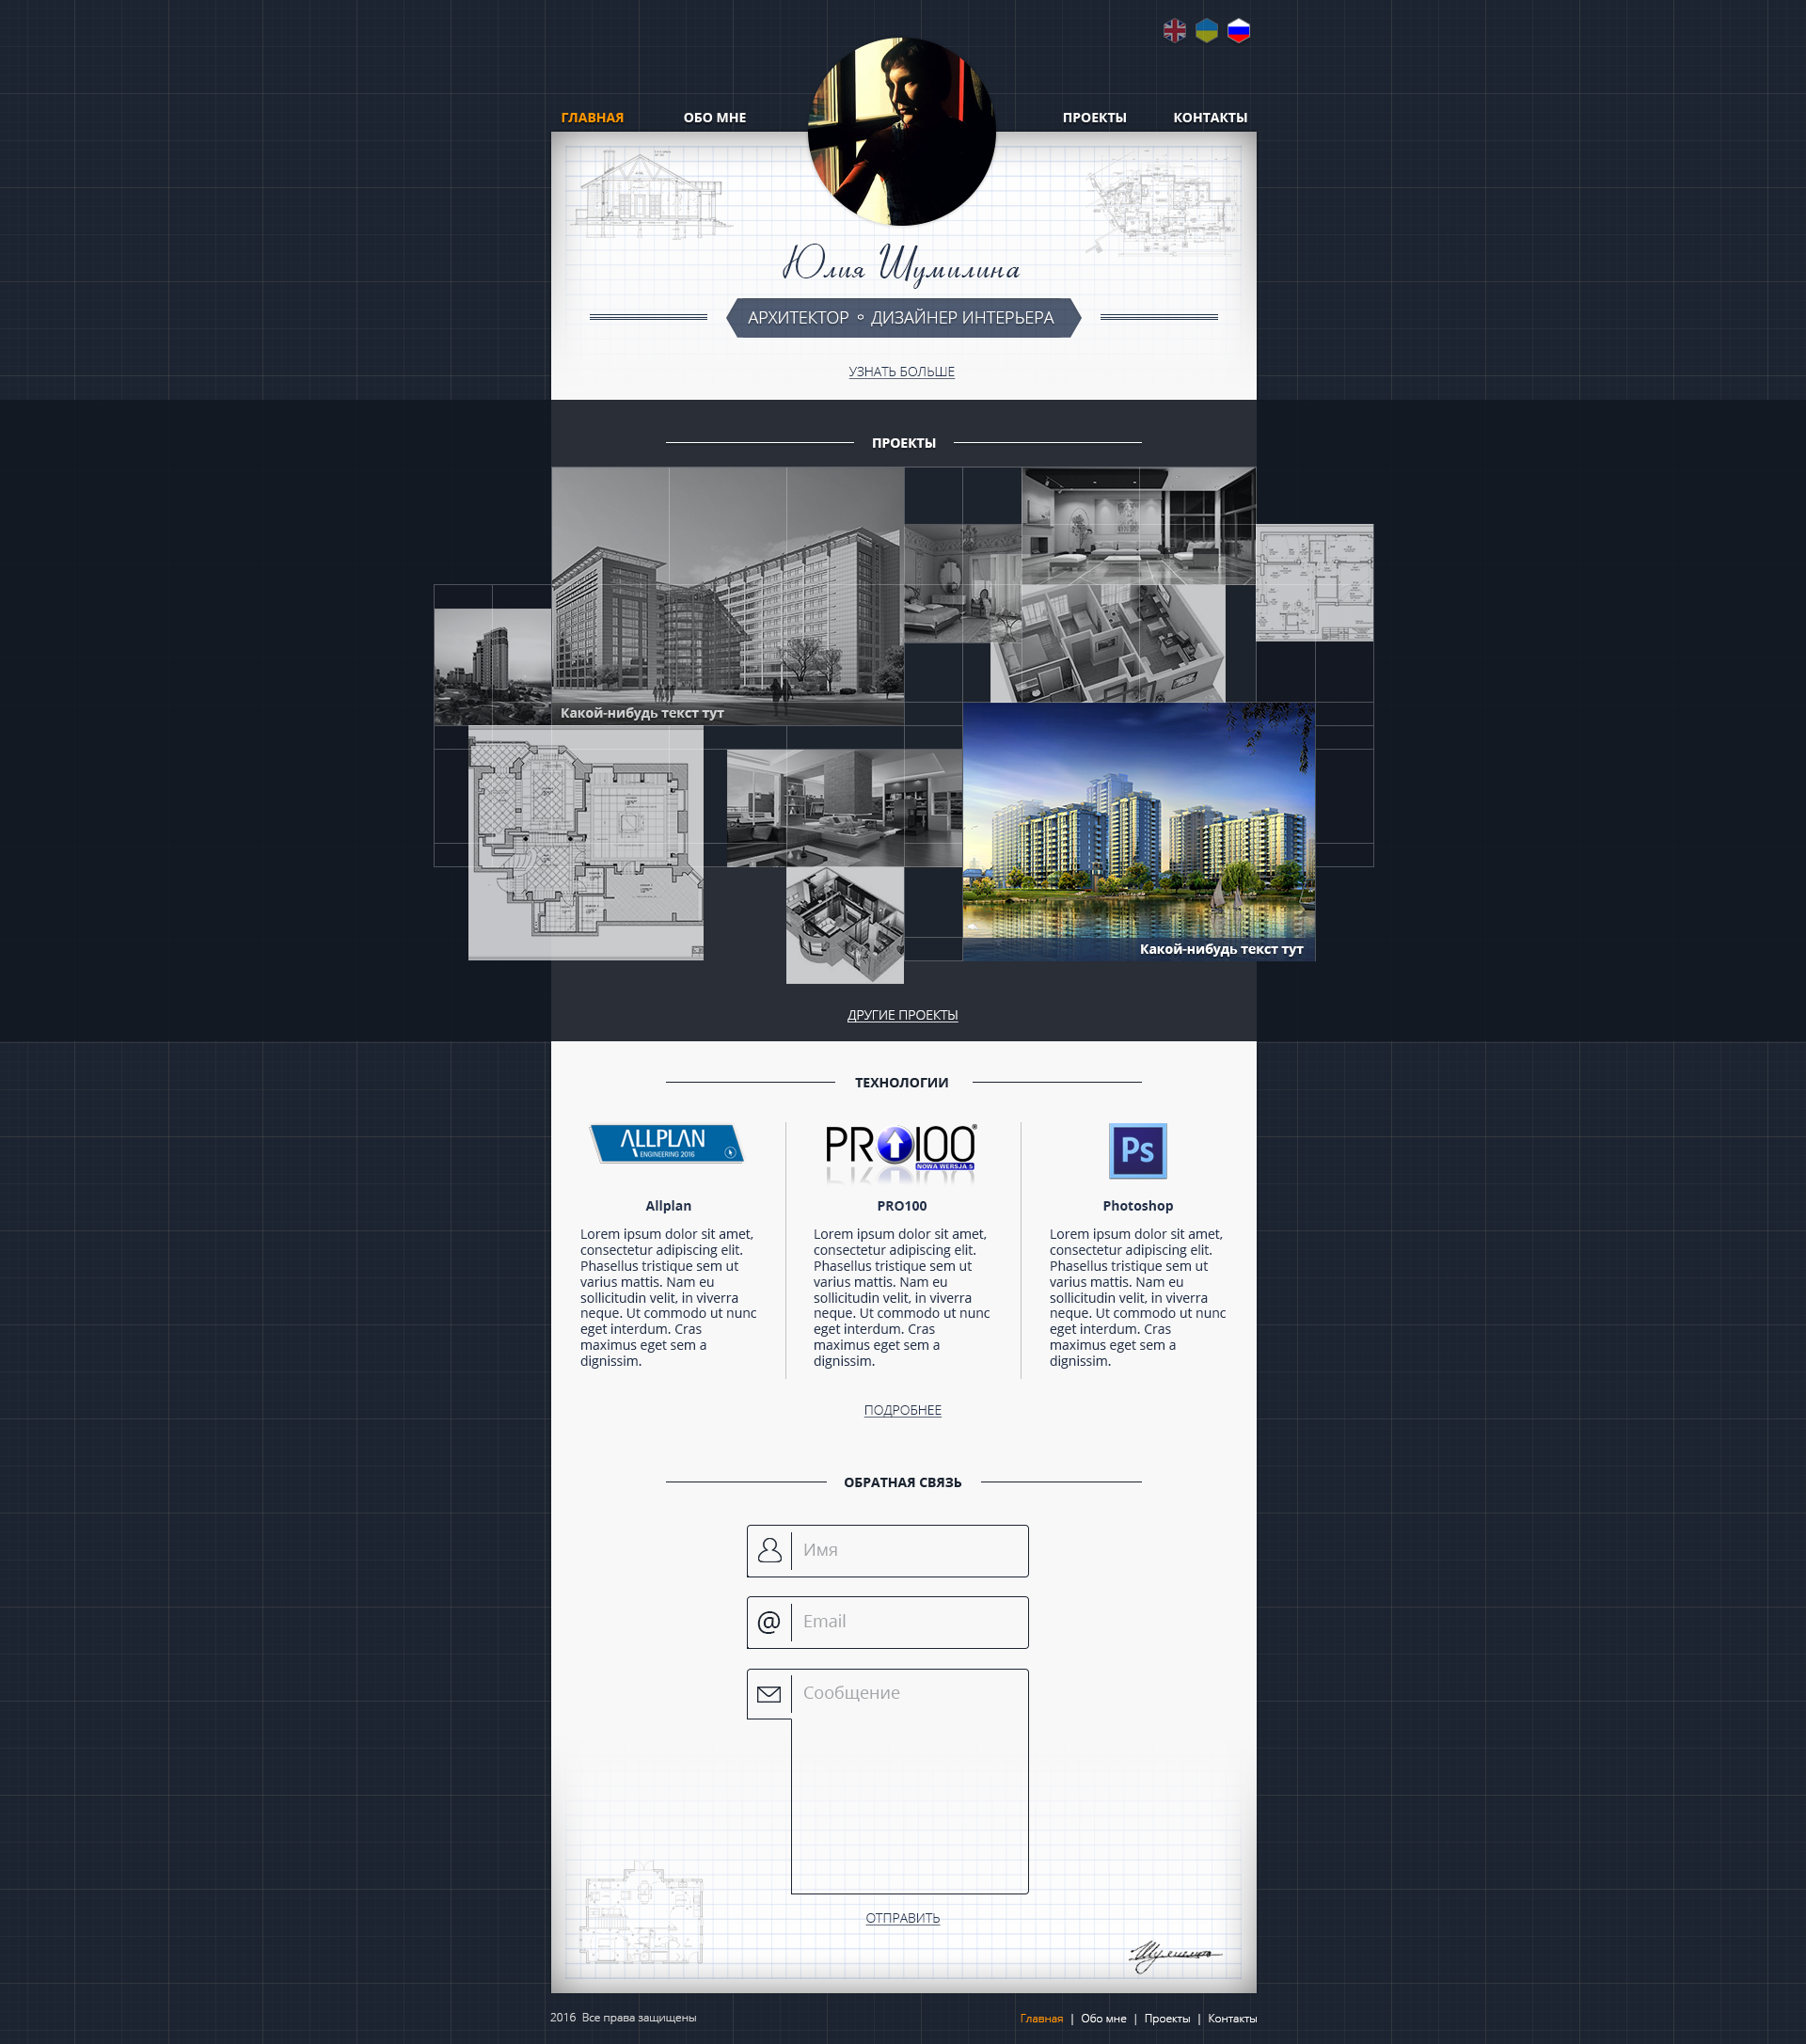 ГЛАВНАЯ
ОБО МНЕ
ПРОЕКТЫ
КОНТАКТЫ
Юлия Шумилина
АРХИТЕКТОР ДИЗАЙНЕР ИНТЕРЬЕРА
УЗНАТЬ БОЛЬШЕ
ПРОЕКТЫ
Какой-нибудь текст тут
Какой-нибудь текст тут
ДРУГИЕ ПРОЕКТЫ
ТЕХНОЛОГИИ
ALLPLAN
ENGINEERING 2016
Allplan
Lorem ipsum dolor sit amet,
consectetur adipiscing elit.
Phasellus tristique sem ut
varius mattis. Nam eu
sollicitudin velit, in viverra
neque. Ut commodo ut nunc
eget interdum. Cras
maximus eget sem a
dignissim.
PRO100®
NOWA WERSJA 5
PRO100
Lorem ipsum dolor sit amet,
consectetur adipiscing elit.
Phasellus tristique sem ut
varius mattis. Nam eu
sollicitudin velit, in viverra
neque. Ut commodo ut nunc
eget interdum. Cras
maximus eget sem a
dignissim.
Ps
Photoshop
Lorem ipsum dolor sit amet,
consectetur adipiscing elit.
Phasellus tristique sem ut
varius mattis. Nam eu
sollicitudin velit, in viverra
neque. Ut commodo ut nunc
eget interdum. Cras
maximus eget sem a
dignissim.
ПОДРОБНЕЕ
ОБРАТНАЯ СВЯЗЬ
Имя
@ Email
Сообщение
ОТПРАВИТЬ
2016 Все права защищены
Главная | Обо мне | Проекты | Контакты